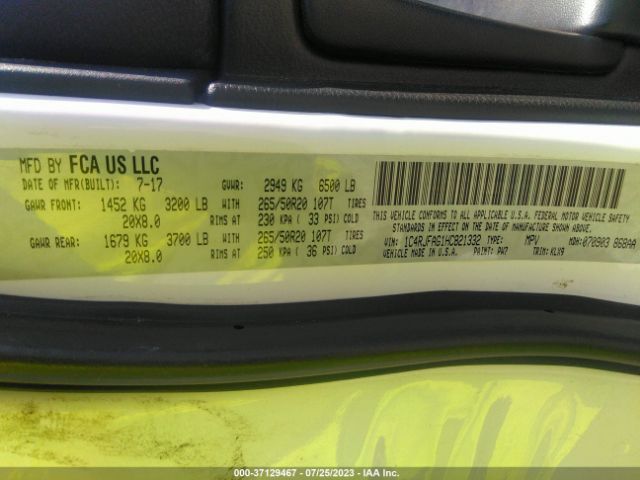 MFD BY FCA US LLC
DATE OF MFR(BUILT): 7-17 GVWR: 2949 KG 6500 LB
GAWR FRONT: 1452 KG 3200 LB WITH 265/50R20 107T TIRES
20X8.0 RIMS AT 230 KPA ( 33 PSI) COLD
GAWR REAR: 1679 KG 3700 LB WITH 265/50R20 107T TIRES
20X8.0 RIMS AT 250 KPA ( 36 PSI) COLD
THIS VEHICLE CONFORMS TO ALL APPLICABLE U.S.A. FEDERAL MOTOR VEHICLE SAFETY
STANDARDS IN EFFECT ON THE DATE OF MANUFACTURE SHOWN ABOVE.
VIN: 1C4RJFAG1HC821332 TYPE: MPV MDH: 070903 868AA
VEHICLE MADE IN U.S.A. PAINT: PW7 TRIM: KLX9
000-37129467 - 07/25/2023 - IAA Inc.